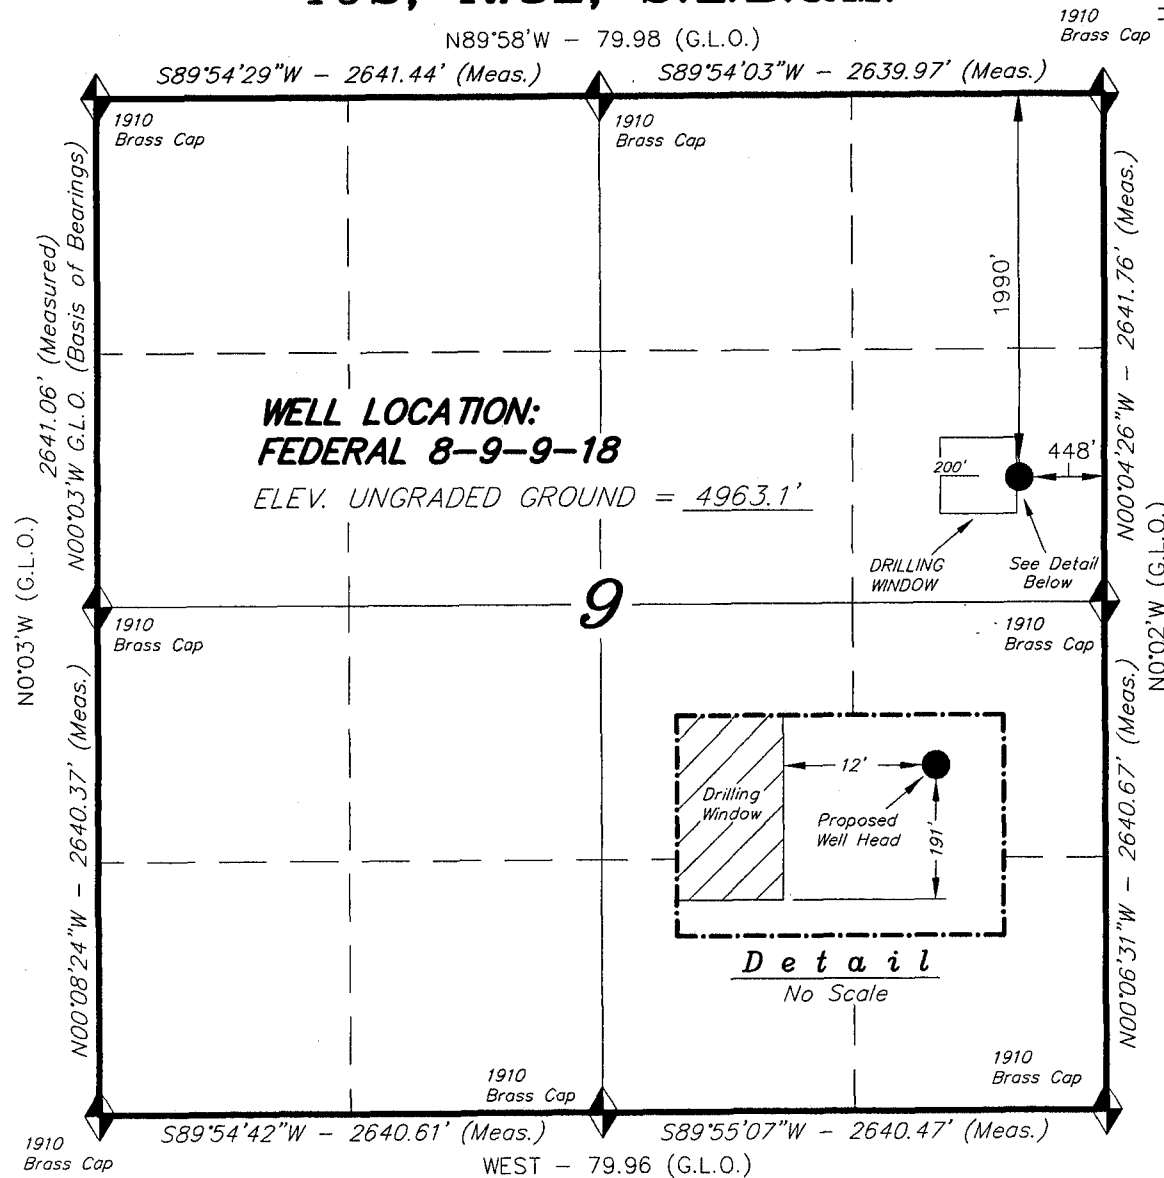 N89°58'W - 79.98 (G.L.O.)
1910
Brass Cap
S89°54'29"W - 2641.44' (Meas.)
S89°54'03"W - 2639.97' (Meas.)
1910
Brass Cap
1910
Brass Cap
2641.06' (Measured)
N00°03'W G.L.O. (Basis of Bearings)
N00°04'26"W - 2641.76' (Meas.)
1990'
WELL LOCATION:
FEDERAL 8-9-9-18
ELEV. UNGRADED GROUND = 4963.1'
200'
448'
DRILLING
WINDOW
See Detail
Below
N0°03'W (G.L.O.)
N0°02'W (G.L.O.)
9
1910
Brass Cap
1910
Brass Cap
N00°08'24"W - 2640.37' (Meas.)
N00°06'31"W - 2640.67' (Meas.)
Drilling
Window
12'
Proposed
Well Head
191'
Detail
No Scale
1910
Brass Cap
1910
Brass Cap
1910
Brass Cap
S89°54'42"W - 2640.61' (Meas.)
S89°55'07"W - 2640.47' (Meas.)
WEST - 79.96 (G.L.O.)